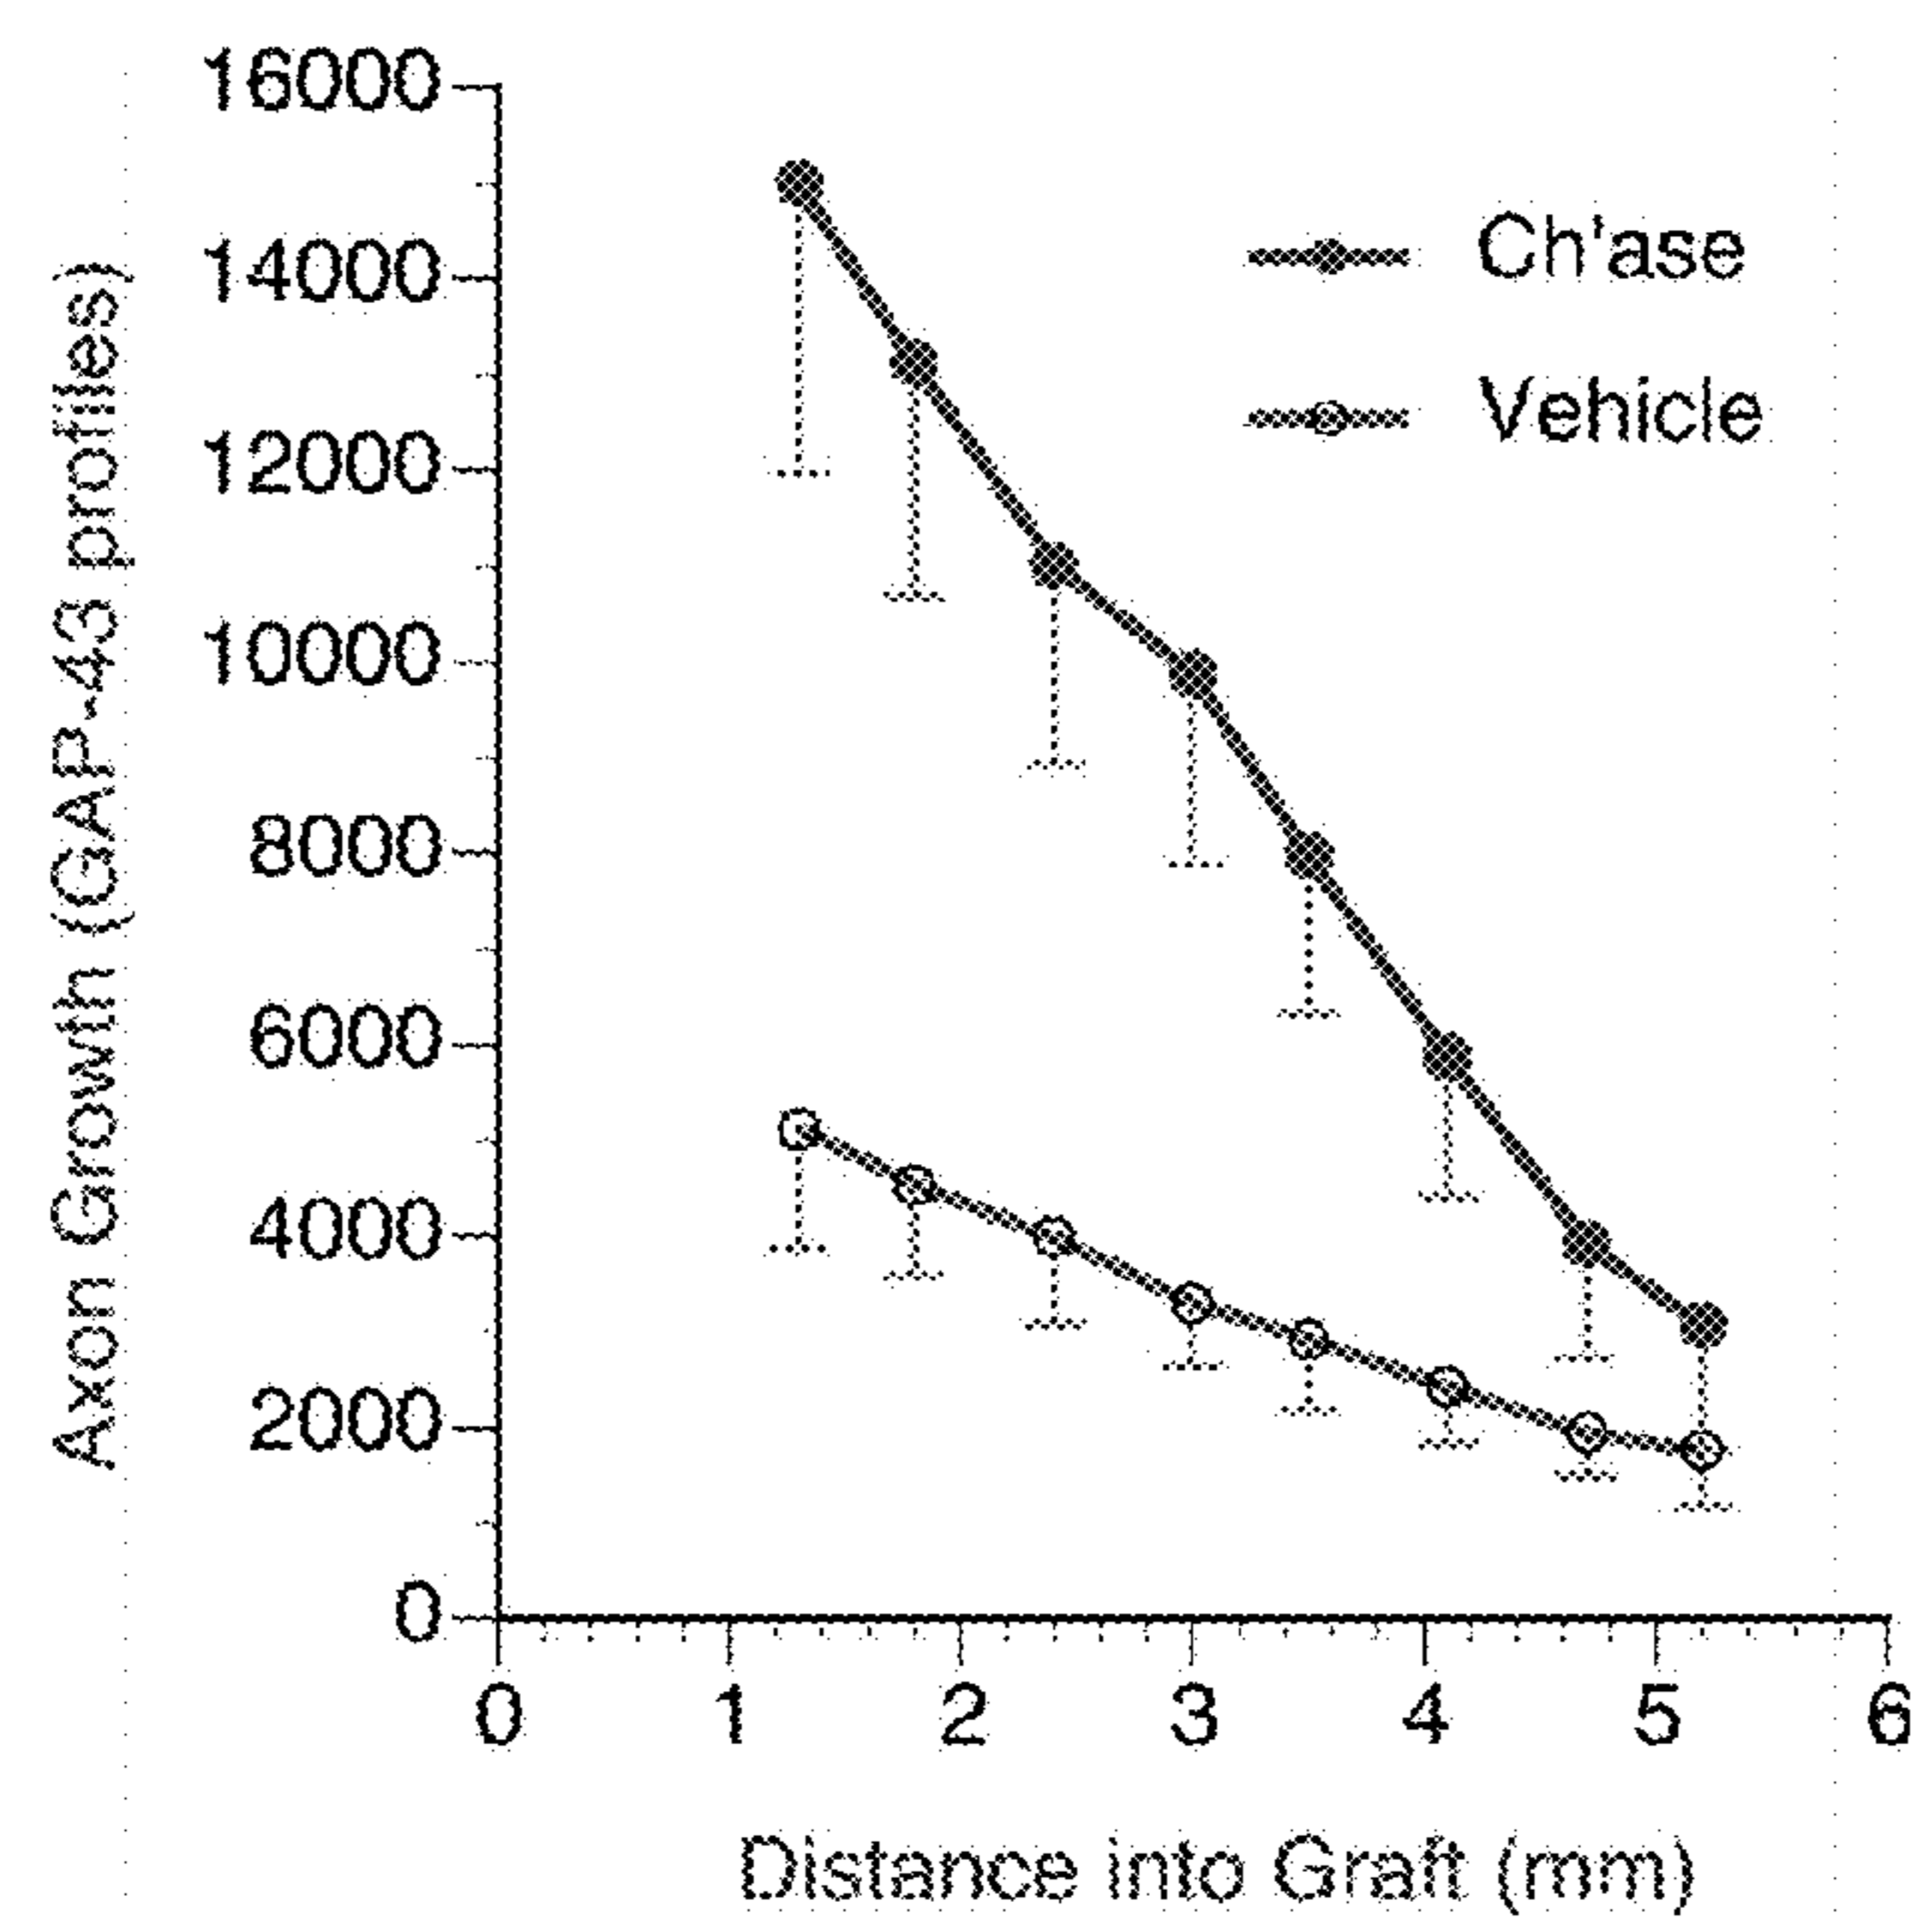 Axon Growth (GAP-43 profiles)
16000
14000
12000
10000
8000
6000
4000
2000
0
Ch'ase
Vehicle
0 1 2 3 4 5 6
Distance into Graft (mm)